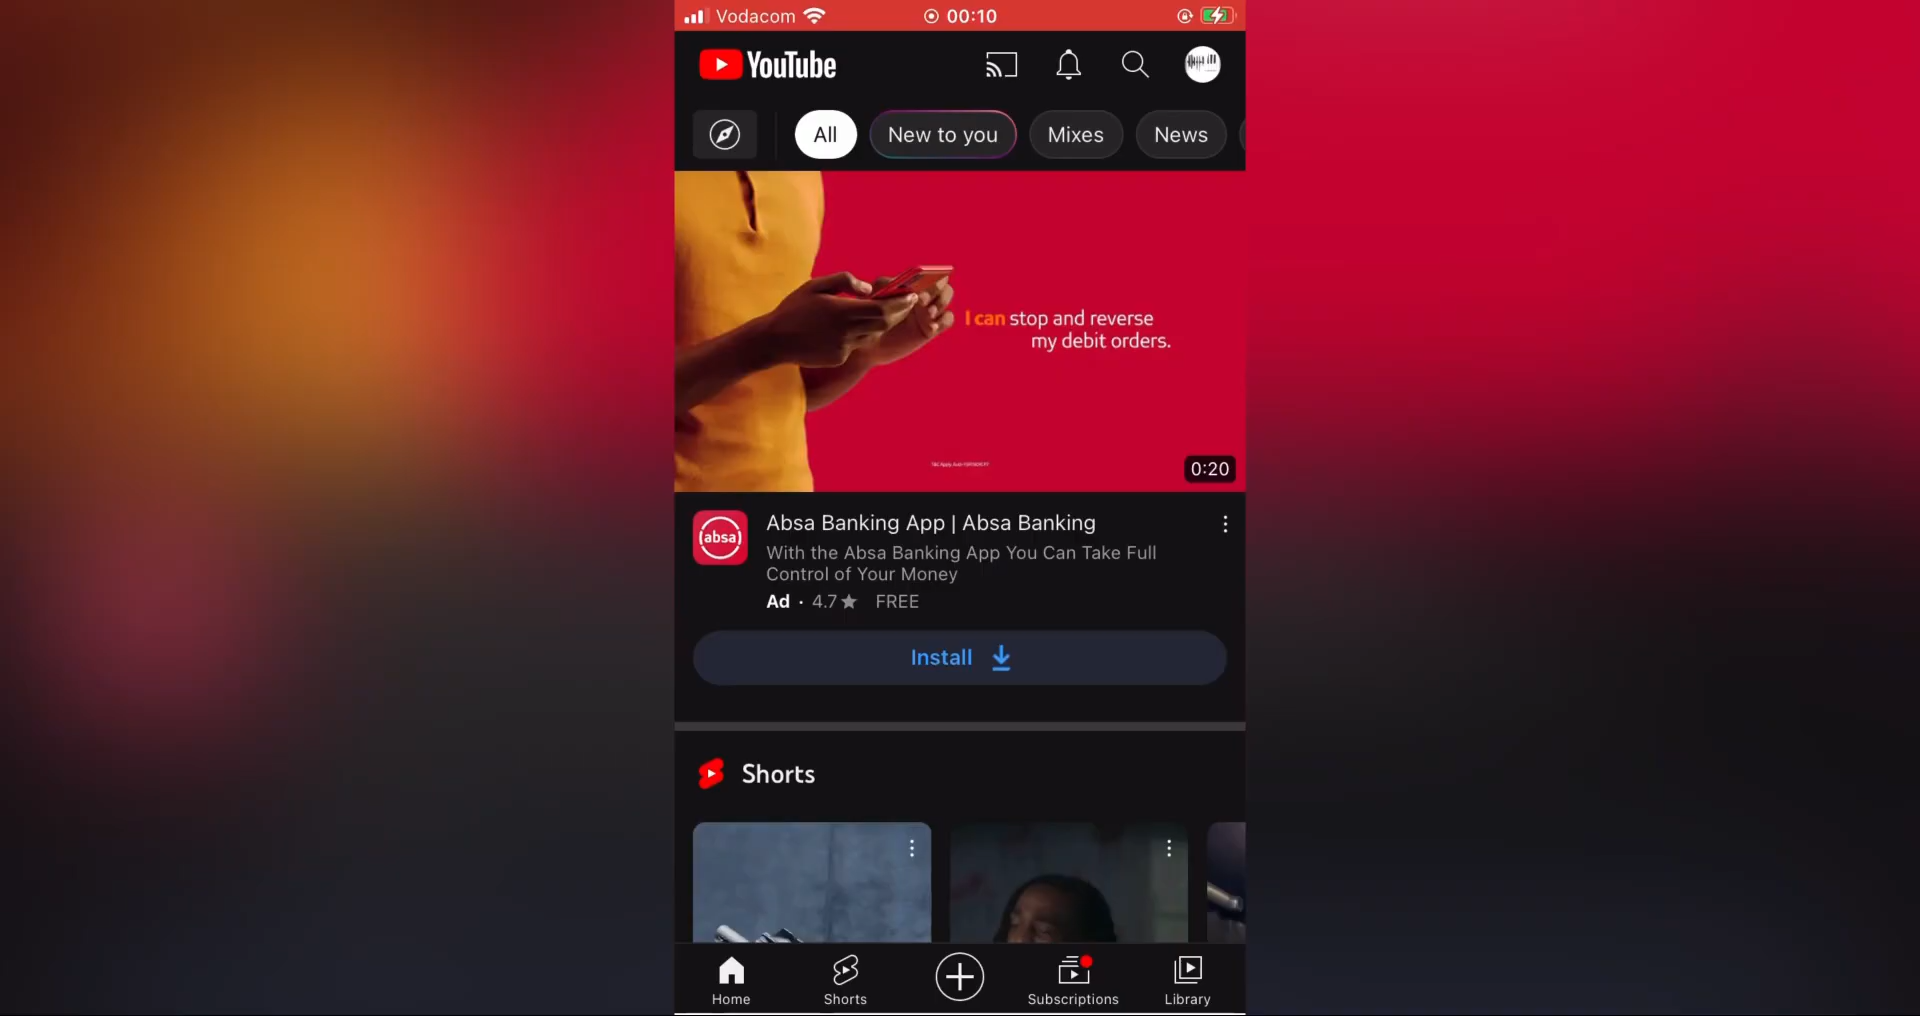 Vodacom 00:10
YouTube
All New to you Mixes News
I can stop and reverse
my debit orders.
0:20
absa
Absa Banking App | Absa Banking
With the Absa Banking App You Can Take Full
Control of Your Money
Ad · 4.7★ FREE
Install
Shorts
Home Shorts Subscriptions Library